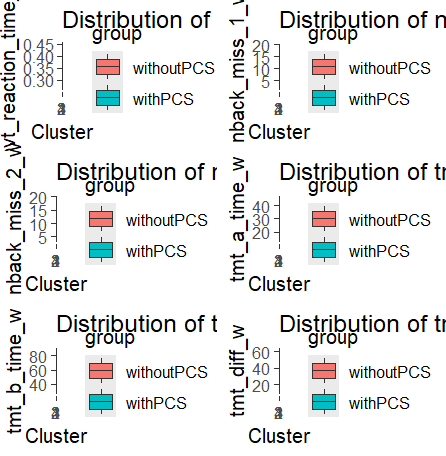 Distribution of
group
withoutPCS
withPCS
0.45
0.40
0.35
0.30
Cluster
Distribution of n
group
nback_miss_1_w
withoutPCS
withPCS
20
15
10
5
Cluster
Distribution of r
group
nback_miss_2_w
withoutPCS
withPCS
20
15
10
5
Cluster
Distribution of tr
group
tmt_a_time_w
withoutPCS
withPCS
40
30
20
Cluster
Distribution of t
group
tmt_b_time_w
withoutPCS
withPCS
80
60
40
Cluster
Distribution of tr
group
tmt_diff_w
withoutPCS
withPCS
60
40
20
Cluster